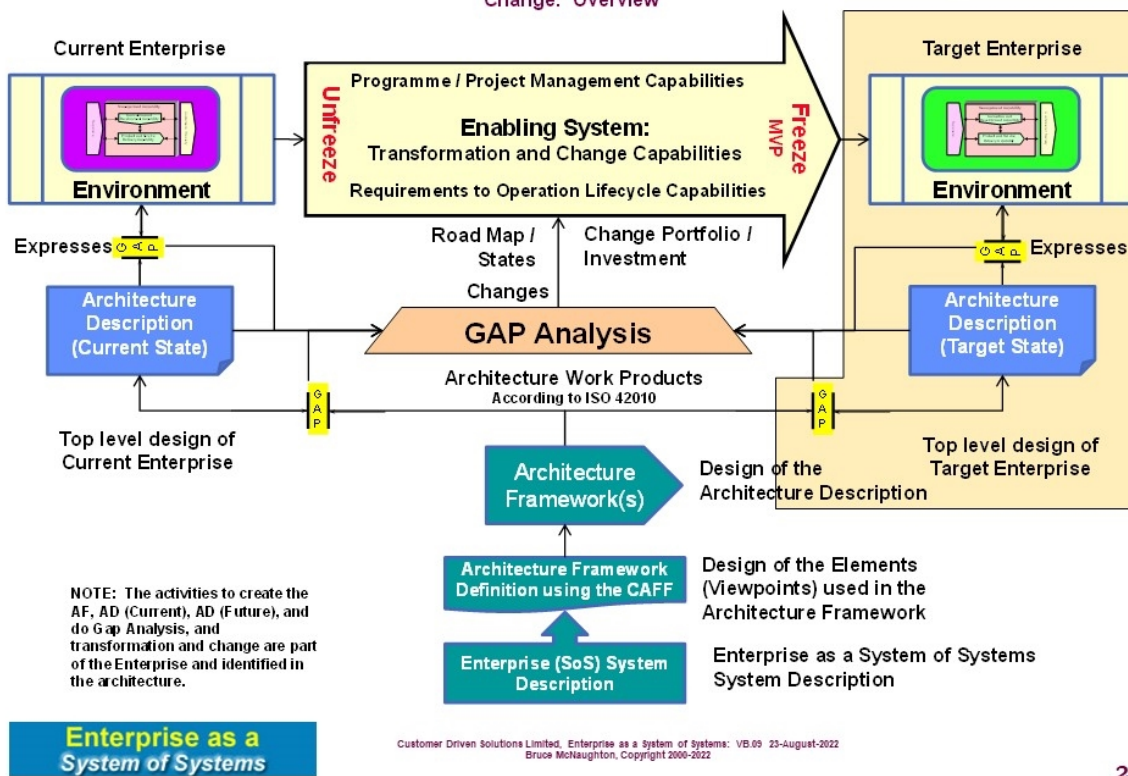 Change: Overview
Current Enterprise
Target Enterprise
Programme / Project Management Capabilities
Unfreeze
Enabling System:
Transformation and Change Capabilities
Freeze
MVP
Requirements to Operation Lifecycle Capabilities
Environment
Environment
Expresses
GAP
Road Map /
States
Change Portfolio /
Investment
Changes
GAP
Expresses
Architecture
Description
(Current State)
GAP Analysis
Architecture
Description
(Target State)
Architecture Work Products
According to ISO 42010
GAP
GAP
Top level design of
Current Enterprise
Top level design of
Target Enterprise
Architecture
Framework(s)
Design of the
Architecture Description
Architecture Framework
Definition using the CAFF
Design of the Elements
(Viewpoints) used in the
Architecture Framework
NOTE: The activities to create the
AF, AD (Current), AD (Future), and
do Gap Analysis, and
transformation and change are part
of the Enterprise and identified in
the architecture.
Enterprise (SoS) System
Description
Enterprise as a System of Systems
System Description
Enterprise as a
System of Systems
Customer Driven Solutions Limited, Enterprise as a System of Systems: VB.09 23-August-2022
Bruce McNaughton, Copyright 2000-2022
2